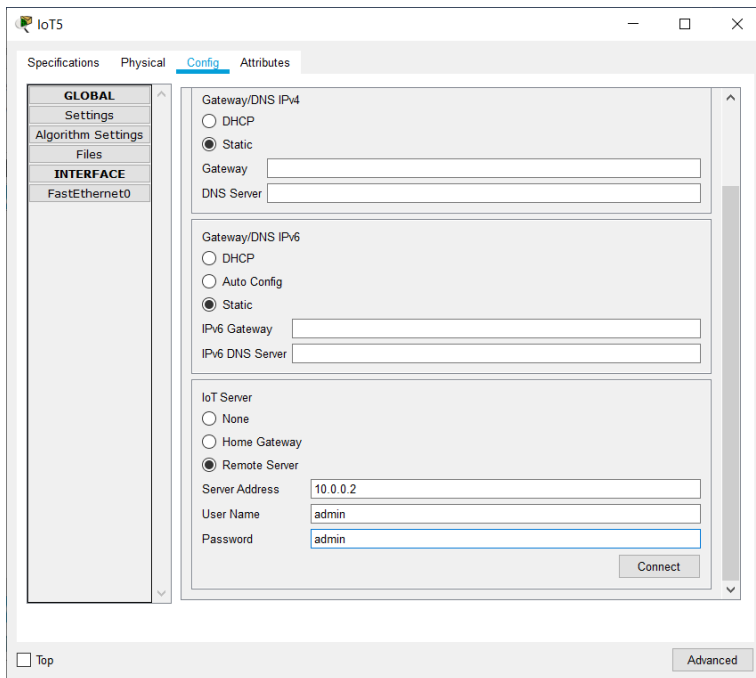 IoT5
Specifications Physical Config Attributes
GLOBAL
Settings
Algorithm Settings
Files
INTERFACE
FastEthernet0
Gateway/DNS IPv4
DHCP
Static
Gateway
DNS Server
Gateway/DNS IPv6
DHCP
Auto Config
Static
IPv6 Gateway
IPv6 DNS Server
IoT Server
None
Home Gateway
Remote Server
Server Address 10.0.0.2
User Name admin
Password admin
Connect
Top
Advanced